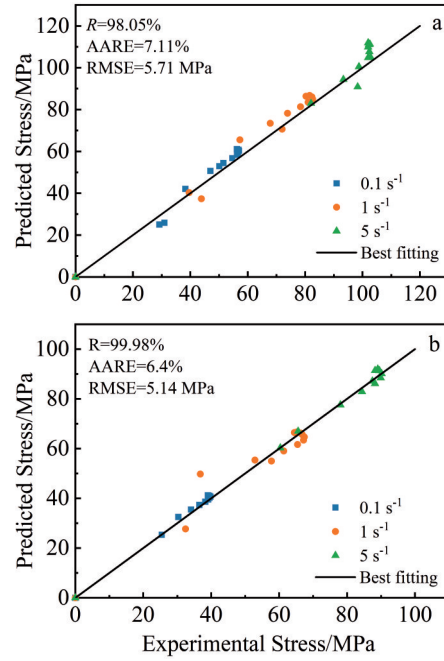 a
R=98.05%
AARE=7.11%
RMSE=5.71 MPa
120
100
80
60
40
20
0
Predicted Stress/MPa
0.1 s⁻¹
1 s⁻¹
5 s⁻¹
Best fitting
0 20 40 60 80 100 120
b
R=99.98%
AARE=6.4%
RMSE=5.14 MPa
100
80
60
40
20
0
Predicted Stress/MPa
0.1 s⁻¹
1 s⁻¹
5 s⁻¹
Best fitting
0 20 40 60 80 100
Experimental Stress/MPa